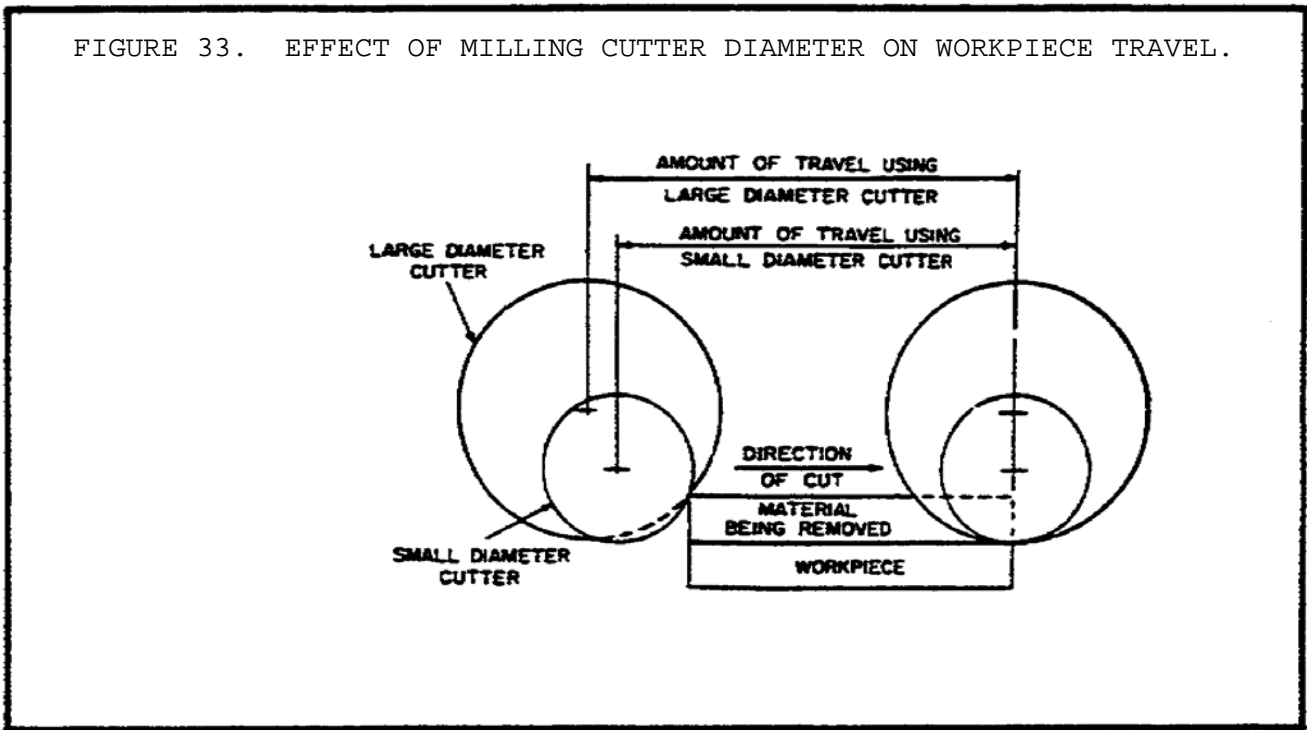 FIGURE 33. EFFECT OF MILLING CUTTER DIAMETER ON WORKPIECE TRAVEL.
AMOUNT OF TRAVEL USING
LARGE DIAMETER CUTTER
AMOUNT OF TRAVEL USING
SMALL DIAMETER CUTTER
LARGE DIAMETER
CUTTER
DIRECTION
OF CUT
MATERIAL
BEING REMOVED
SMALL DIAMETER
CUTTER
WORKPIECE